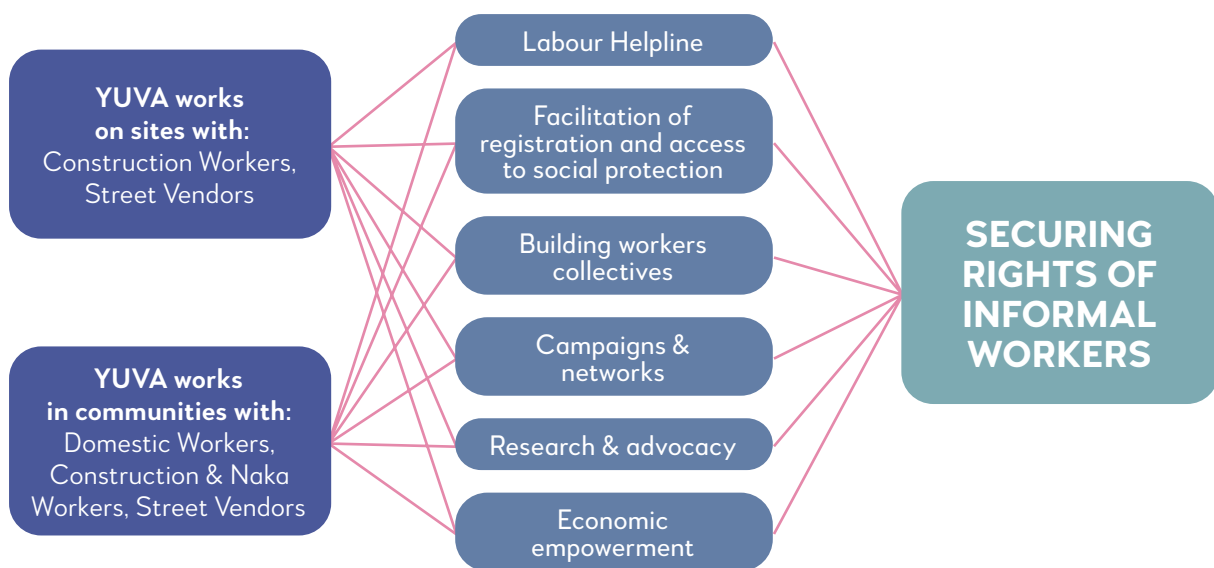 YUVA works
on sites with:
Construction Workers,
Street Vendors
YUVA works
in communities with:
Domestic Workers,
Construction & Naka
Workers, Street Vendors
Labour Helpline
Facilitation of
registration and access
to social protection
Building workers
collectives
Campaigns &
networks
Research & advocacy
Economic
empowerment
SECURING
RIGHTS OF
INFORMAL
WORKERS